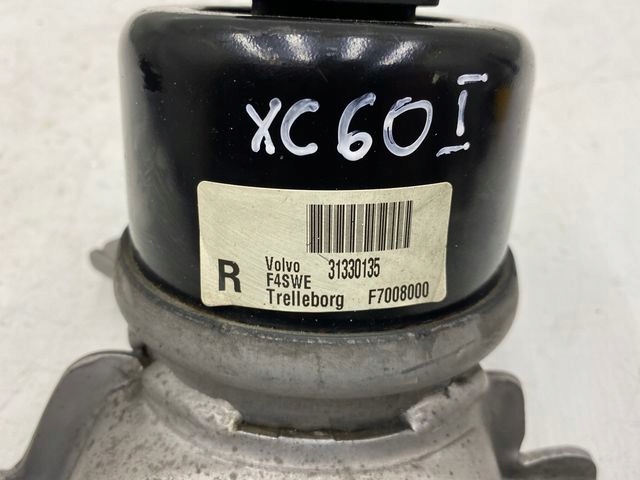 XC60 I
R
Volvo 31330135
F4SWE
Trelleborg F7008000